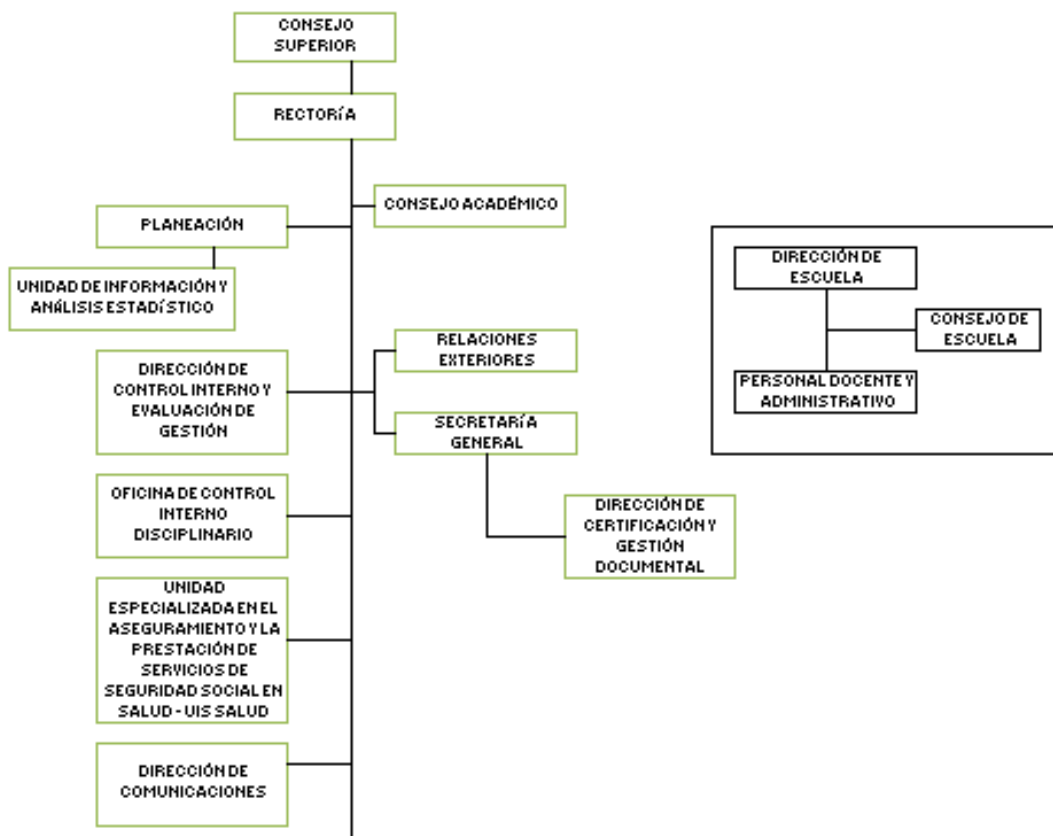 CONSEJO
SUPERIOR
RECTORÍA
CONSEJO ACADÉMICO
PLANEACIÓN
UNIDAD DE INFORMACIÓN Y
ANÁLISIS ESTADÍSTICO
RELACIONES
EXTERIORES
DIRECCIÓN DE
CONTROL INTERNO Y
EVALUACIÓN DE
GESTIÓN
SECRETARÍA
GENERAL
OFICINA DE CONTROL
INTERNO
DISCIPLINARIO
DIRECCIÓN DE
CERTIFICACIÓN Y
GESTIÓN
DOCUMENTAL
UNIDAD
ESPECIALIZADA EN EL
ASEGURAMIENTO Y LA
PRESTACIÓN DE
SERVICIOS DE
SEGURIDAD SOCIAL EN
SALUD - UIS SALUD
DIRECCIÓN DE
COMUNICACIONES
DIRECCIÓN DE
ESCUELA
CONSEJO DE
ESCUELA
PERSONAL DOCENTE Y
ADMINISTRATIVO